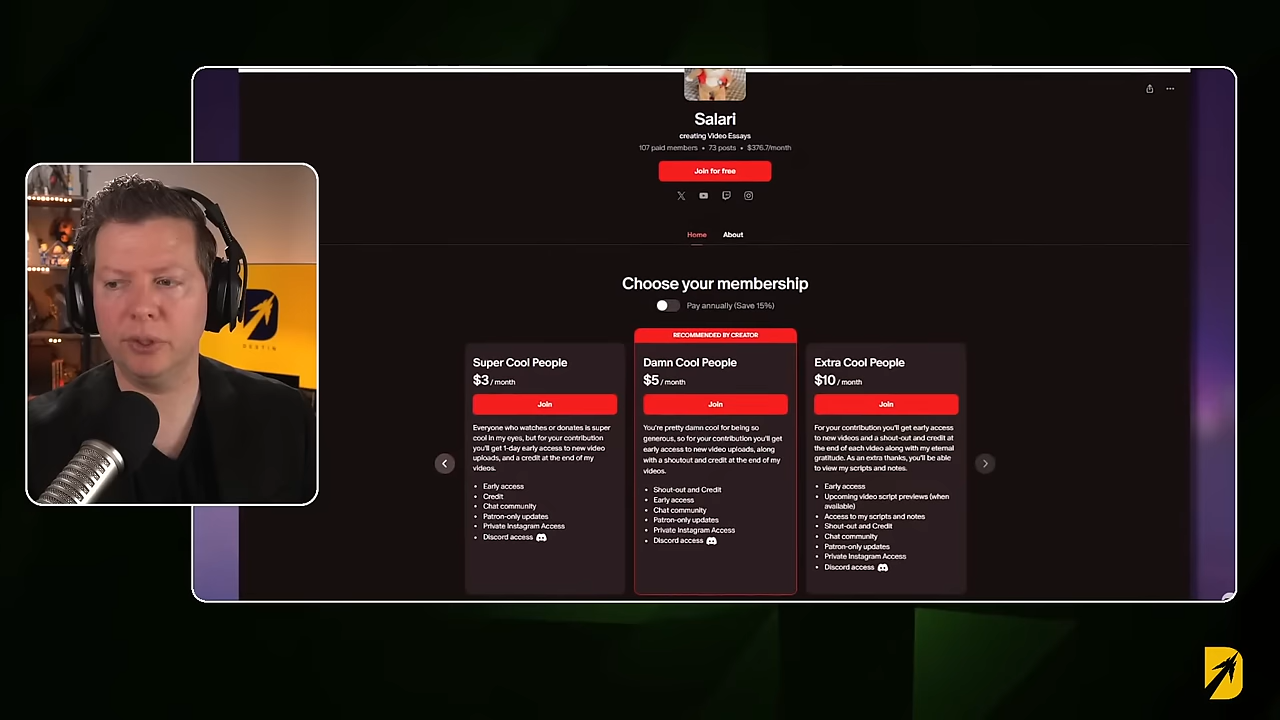 Salari
creating Video Essays
107 paid members • 73 posts • $376.7/month
Join for free
Home About
Choose your membership
Pay annually (Save 15%)
Super Cool People
$3 / month
Join
Everyone who watches or donates is super
cool in my eyes, but for your contribution
you'll get 1-day early access to new video
uploads, and a credit at the end of my
videos.
• Early access
• Credit
• Chat community
• Patron-only updates
• Private Instagram Access
• Discord access
RECOMMENDED BY CREATOR
Damn Cool People
$5 / month
Join
You're pretty damn cool for being so
generous, so for your contribution you'll get
early access to new video uploads, along
with a shoutout and credit at the end of my
videos.
• Shout-out and Credit
• Early access
• Chat community
• Patron-only updates
• Private Instagram Access
• Discord access
Extra Cool People
$10 / month
Join
For your contribution you'll get early access
to new videos and a shout-out and credit at
the end of each video along with my eternal
gratitude. As an extra thanks, you'll be able
to view my scripts and notes.
• Early access
• Upcoming video script previews (when
available)
• Access to my scripts and notes
• Shout-out and Credit
• Chat community
• Patron-only updates
• Private Instagram Access
• Discord access